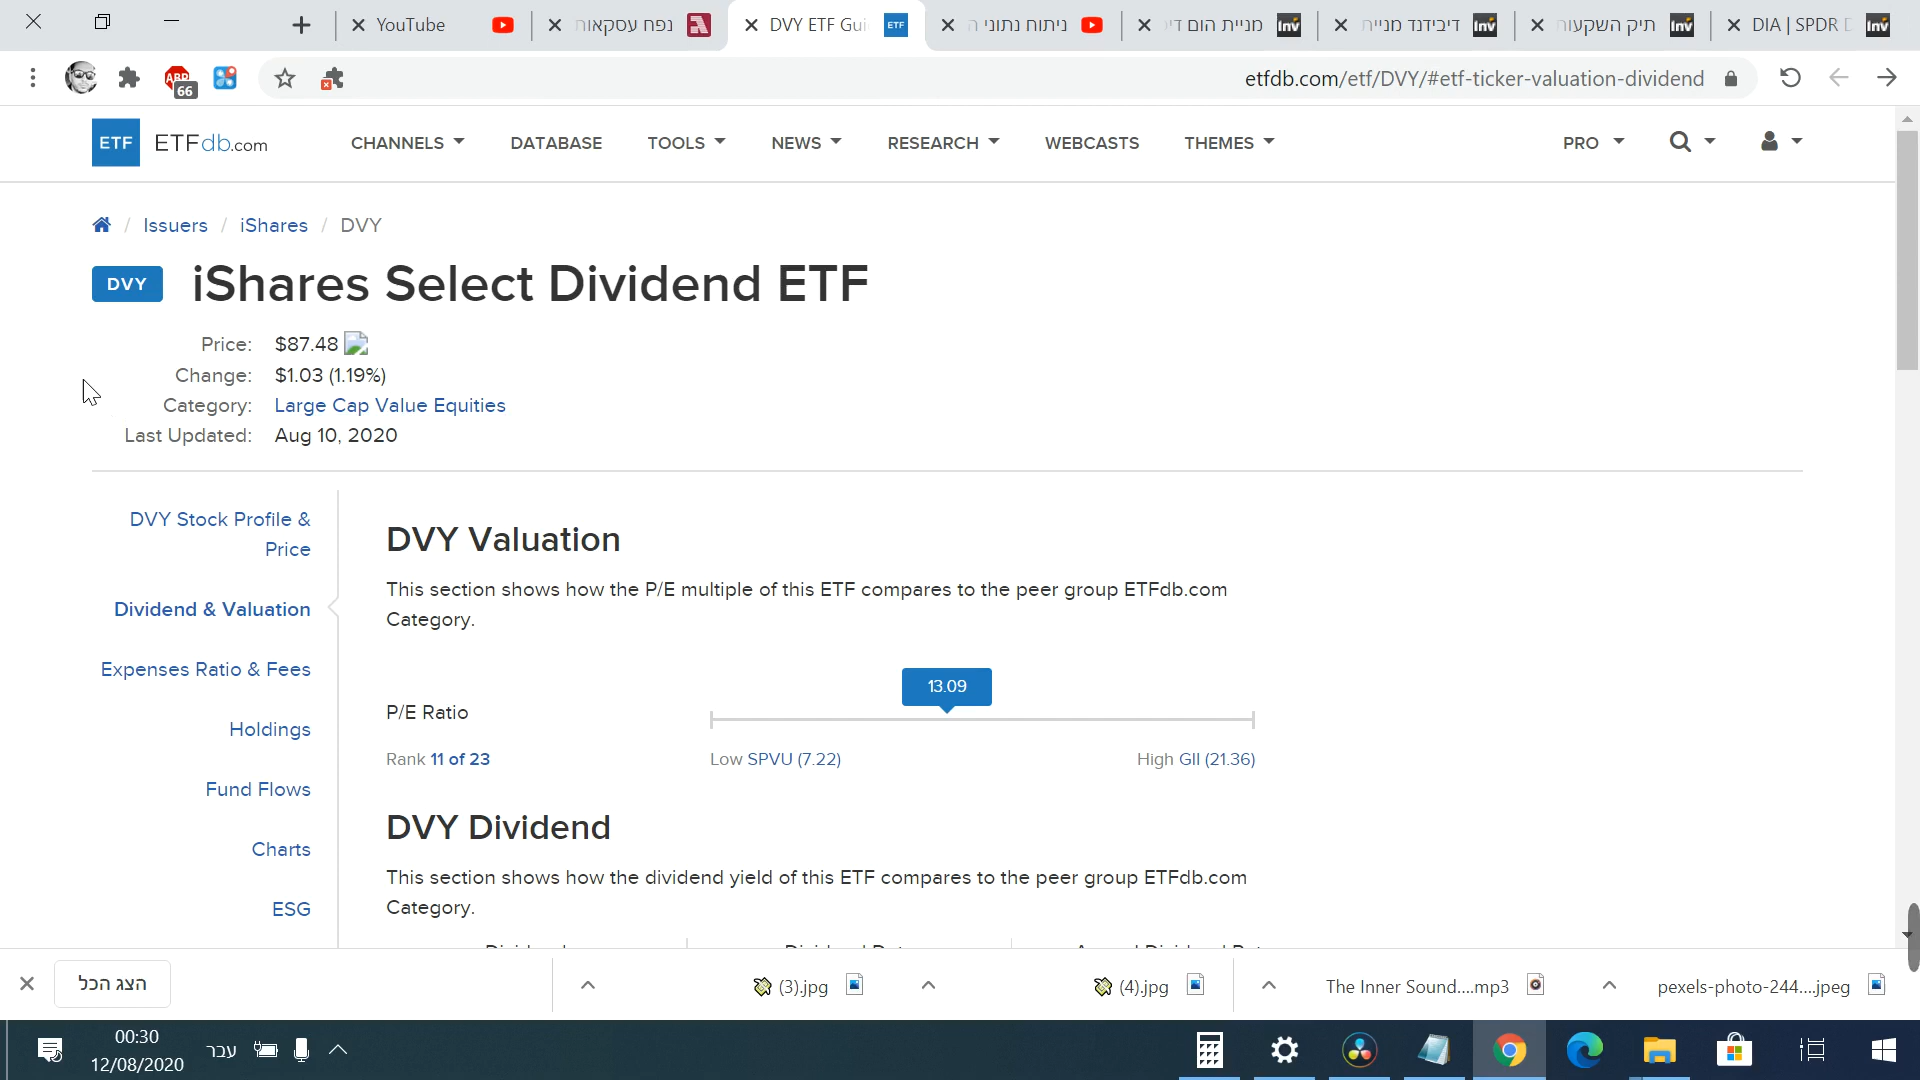 YouTube
נפח עסקאות
DVY ETF Gui
ETF
ניתוח נתוני ה
מניית הום די
Inv
דיבידנד מניית
Inv
תיק השקעות
Inv
DIA | SPDR D
Inv
ABP
66
etfdb.com/etf/DVY/#etf-ticker-valuation-dividend
ETF
ETFdb.com
CHANNELS
DATABASE
TOOLS
NEWS
RESEARCH
WEBCASTS
THEMES
PRO
/ Issuers / iShares / DVY
DVY
iShares Select Dividend ETF
Price: $87.48
Change: $1.03 (1.19%)
Category: Large Cap Value Equities
Last Updated: Aug 10, 2020
DVY Stock Profile &
Price
Dividend & Valuation
Expenses Ratio & Fees
Holdings
Fund Flows
Charts
ESG
DVY Valuation
This section shows how the P/E multiple of this ETF compares to the peer group ETFdb.com
Category.
13.09
P/E Ratio
Rank 11 of 23
Low SPVU (7.22)
High GII (21.36)
DVY Dividend
This section shows how the dividend yield of this ETF compares to the peer group ETFdb.com
Category.
הצג הכל
(3).jpg
(4).jpg
The Inner Sound....mp3
pexels-photo-244....jpeg
00:30
12/08/2020
עבר